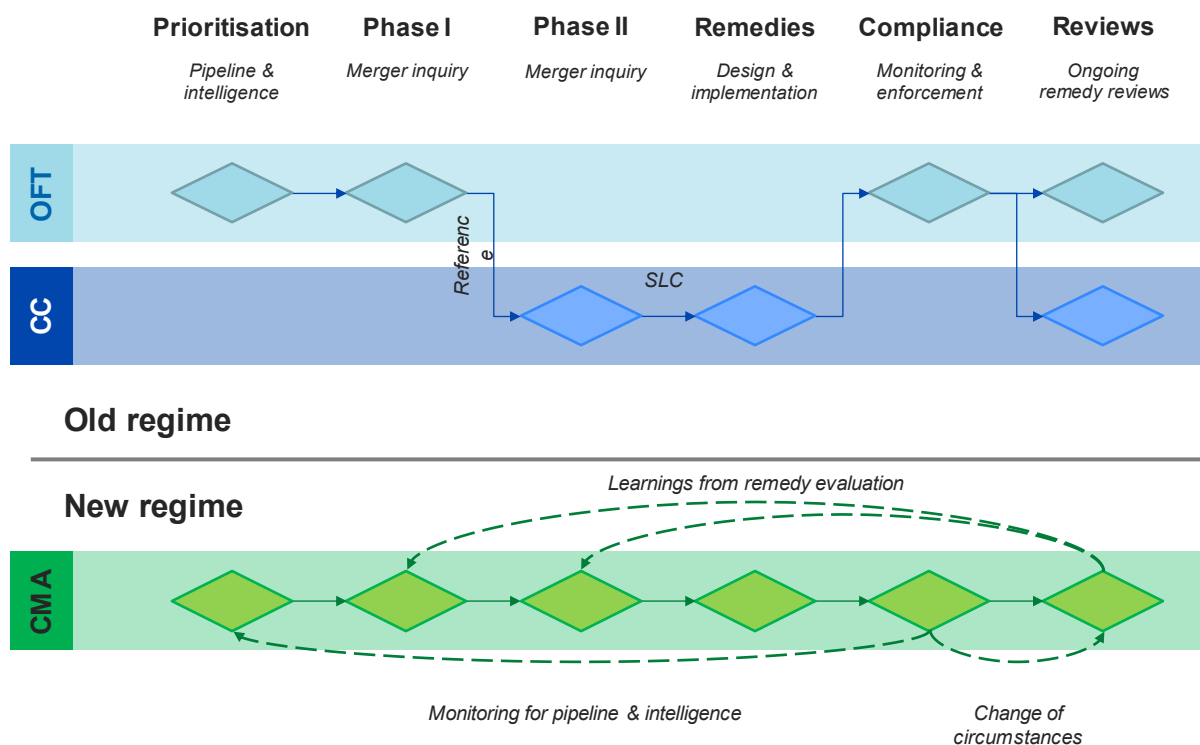 Prioritisation
Phase I
Phase II
Remedies
Compliance
Reviews
Pipeline &
intelligence
Merger inquiry
Merger inquiry
Design &
implementation
Monitoring &
enforcement
Ongoing
remedy reviews
OFT
Referenc
e
SLC
CC
Old regime
New regime
Learnings from remedy evaluation
CMA
Monitoring for pipeline & intelligence
Change of
circumstances